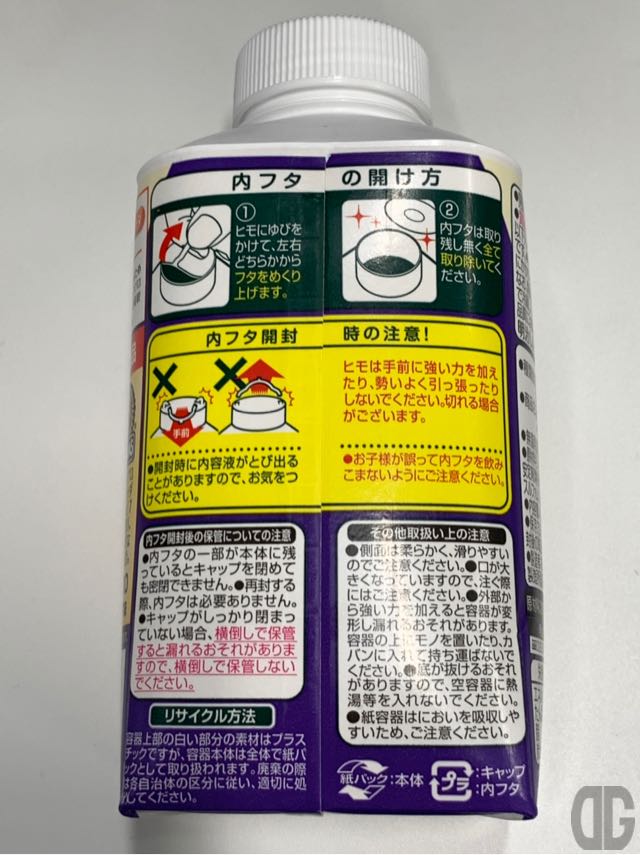 内フタの開け方
①
ヒモにゆびを
かけて、左右
どちらかから
フタをめくり
上げます。
②
内フタは取り
残し無く全て
取り除いてく
ださい。
内フタ開封時の注意!
手前
●開封時に内容液がとび出る
ことがありますので、お気をつ
けください。
ヒモは手前に強い力を加え
たり、勢いよく引っ張ったり
しないでください。切れる場合
がございます。
●お子様が誤って内フタを飲み
こまないようにご注意ください。
内フタ開封後の保管についての注意
●内フタの一部が本体に残
っているとキャップを閉めて
も密閉できません。●再封する
際、内フタは必要ありません。
●キャップがしっかり閉まっ
ていない場合、横倒しで保管
すると漏れるおそれがありま
すので、横倒しで保管しない
でください。
リサイクル方法
容器上部の白い部分の素材はプラス
チックですが、容器本体は全体で紙パ
ックとして取り扱われます。廃棄の際
は各自治体の区分に従い、適切に処
してください。
その他取扱い上の注意
●側面は柔らかく、滑りやすい
のでご注意ください。●口が大
きくなっていますので、注ぐ際
にはご注意ください。●外部か
ら強い力を加えると容器が変
形し漏れるおそれがあります。
容器の上にモノを置いたり、カ
バンに入れて持ち運ばないで
ください。●底が抜けるおそれ
がありますので、空容器に熱
湯等を入れないでください。
●紙容器はにおいを吸収しや
すいため、ご注意ください。
紙パック:本体
プラ:キャップ
内フタ
DG